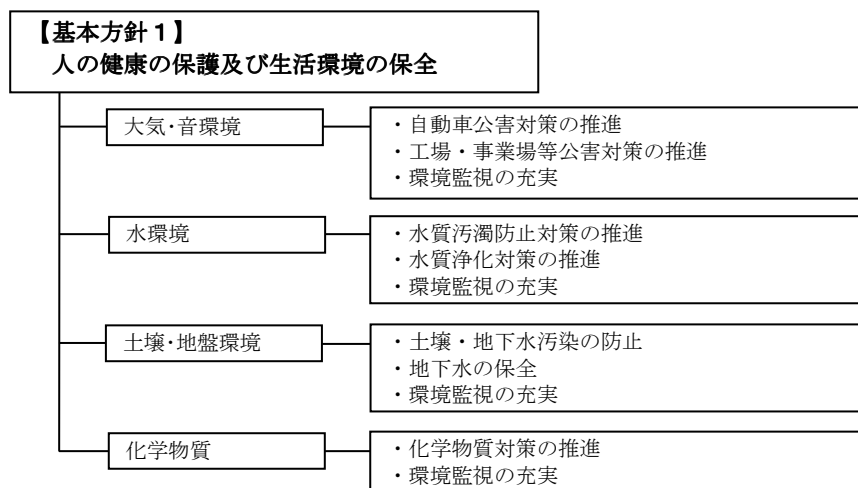 【基本方針１】
人の健康の保護及び生活環境の保全
大気･音環境
・自動車公害対策の推進
・工場・事業場等公害対策の推進
・環境監視の充実
水環境
・水質汚濁防止対策の推進
・水質浄化対策の推進
・環境監視の充実
土壌･地盤環境
・土壌・地下水汚染の防止
・地下水の保全
・環境監視の充実
化学物質
・化学物質対策の推進
・環境監視の充実